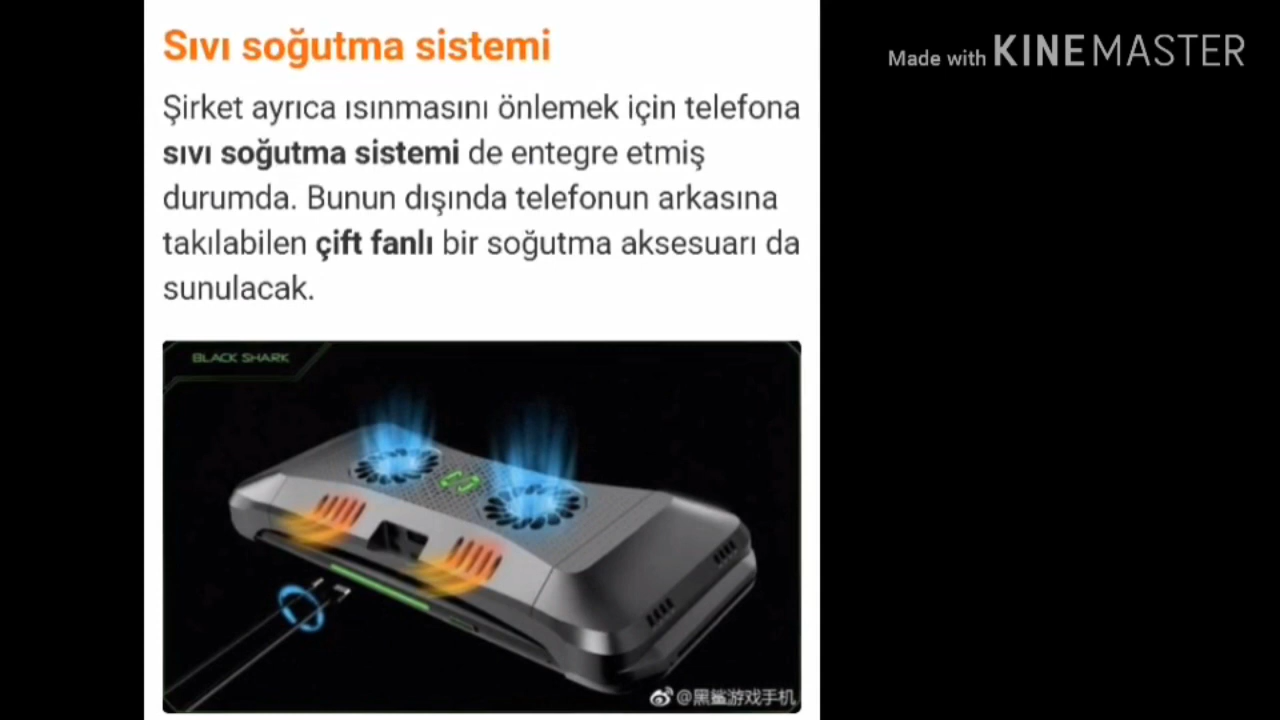 Sıvı soğutma sistemi
Made with KINEMASTER
Şirket ayrıca ısınmasını önlemek için telefona
sıvı soğutma sistemi de entegre etmiş
durumda. Bunun dışında telefonun arkasına
takılabilen çift fanlı bir soğutma aksesuarı da
sunulacak.
BLACK SHARK
@黑鲨游戏手机